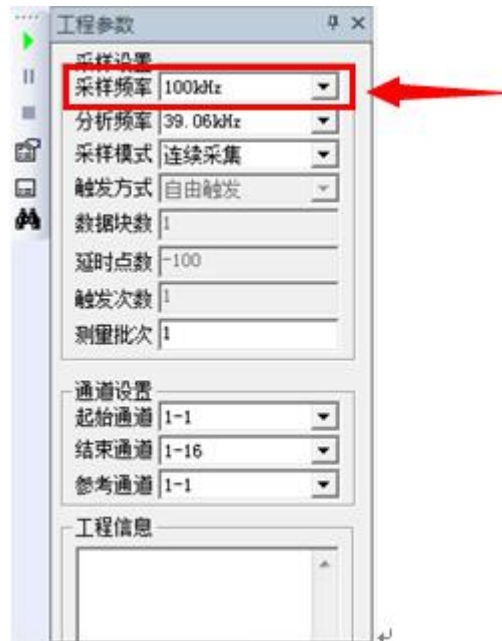 工程参数
采样设置
采样频率 100kHz
分析频率 39.06kHz
采样模式 连续采集
触发方式 自由触发
数据块数 1
延时点数 -100
触发次数 1
测量批次 1
通道设置
起始通道 1-1
结束通道 1-16
参考通道 1-1
工程信息